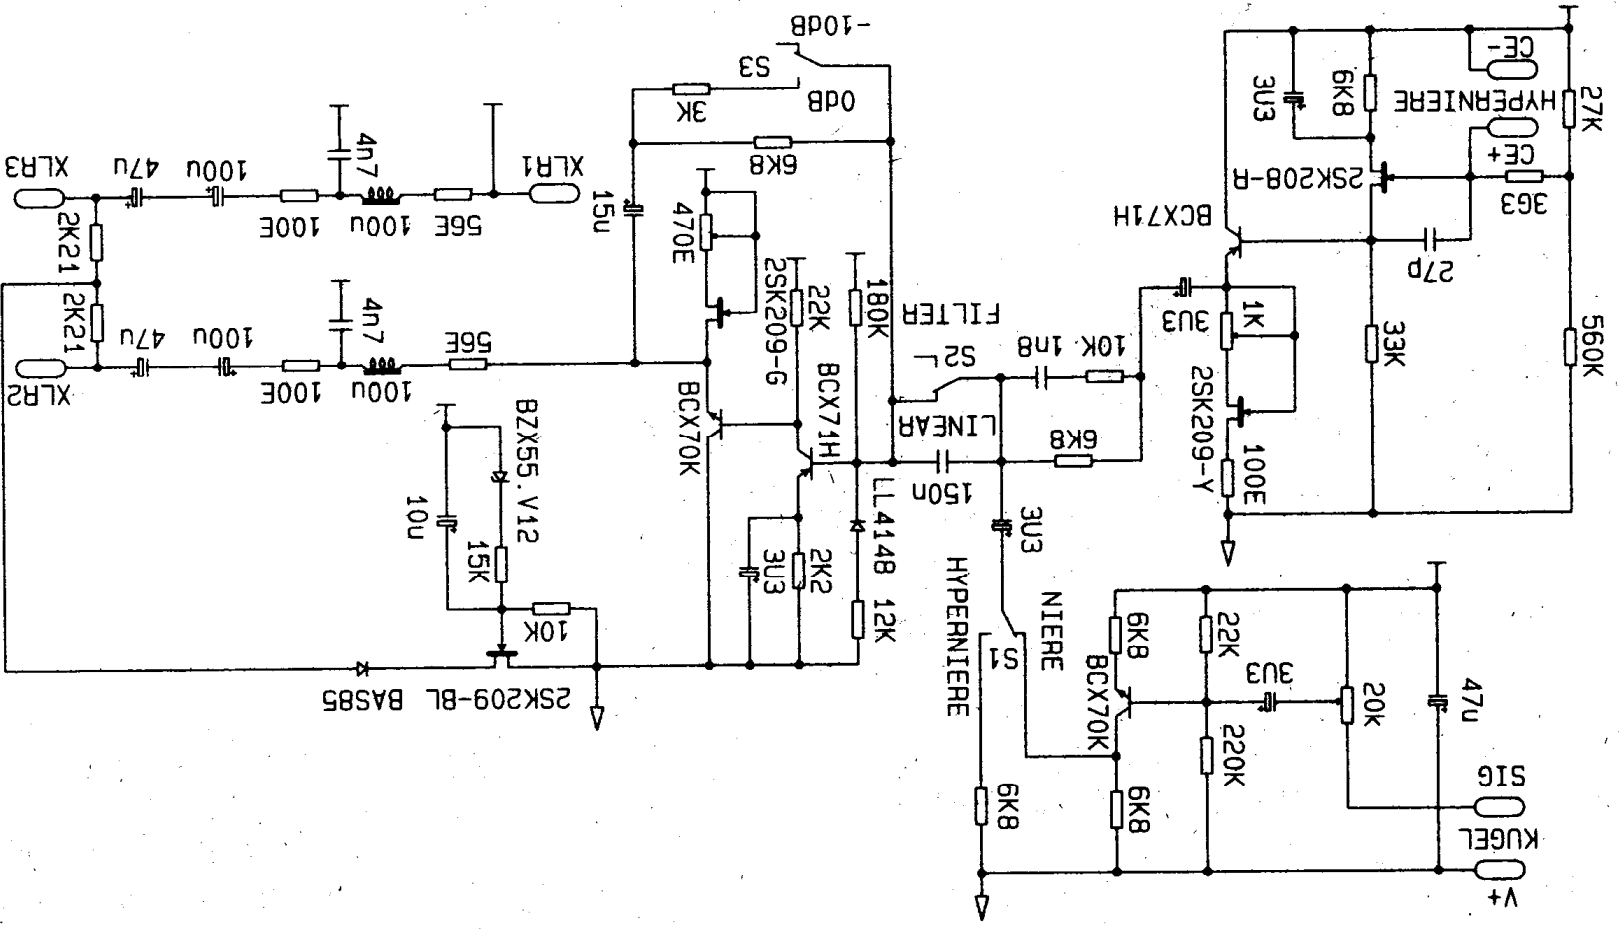 V+
KUGEL
SIG
47u
20k
3U3
220K
22K
6K8
BCX70K
6K8
6K8
S1
NIERE
HYPERNIERE
3U3
12K
LL4148
2K2
3U3
2SK209-BL
BAS85
10K
15K
10u
BZX55.V12
560K
100E
2SK209-Y
33K
1K
3U3
27p
6K8
10K
1n8
150n
LINEAR
S2
FILTER
BCX71H
180K
22K
2SK209-G
BCX70K
56E
100u
100E
4n7
100u
47u
XLR2
2K21
2K21
3G3
BCX71H
2SK208-R
CE+
HYPERNIERE
CE-
27K
6K8
3U3
470E
15u
6K8
3K
0dB
S3
-10dB
XLR1
56E
100u
100E
4n7
100u
47u
XLR3